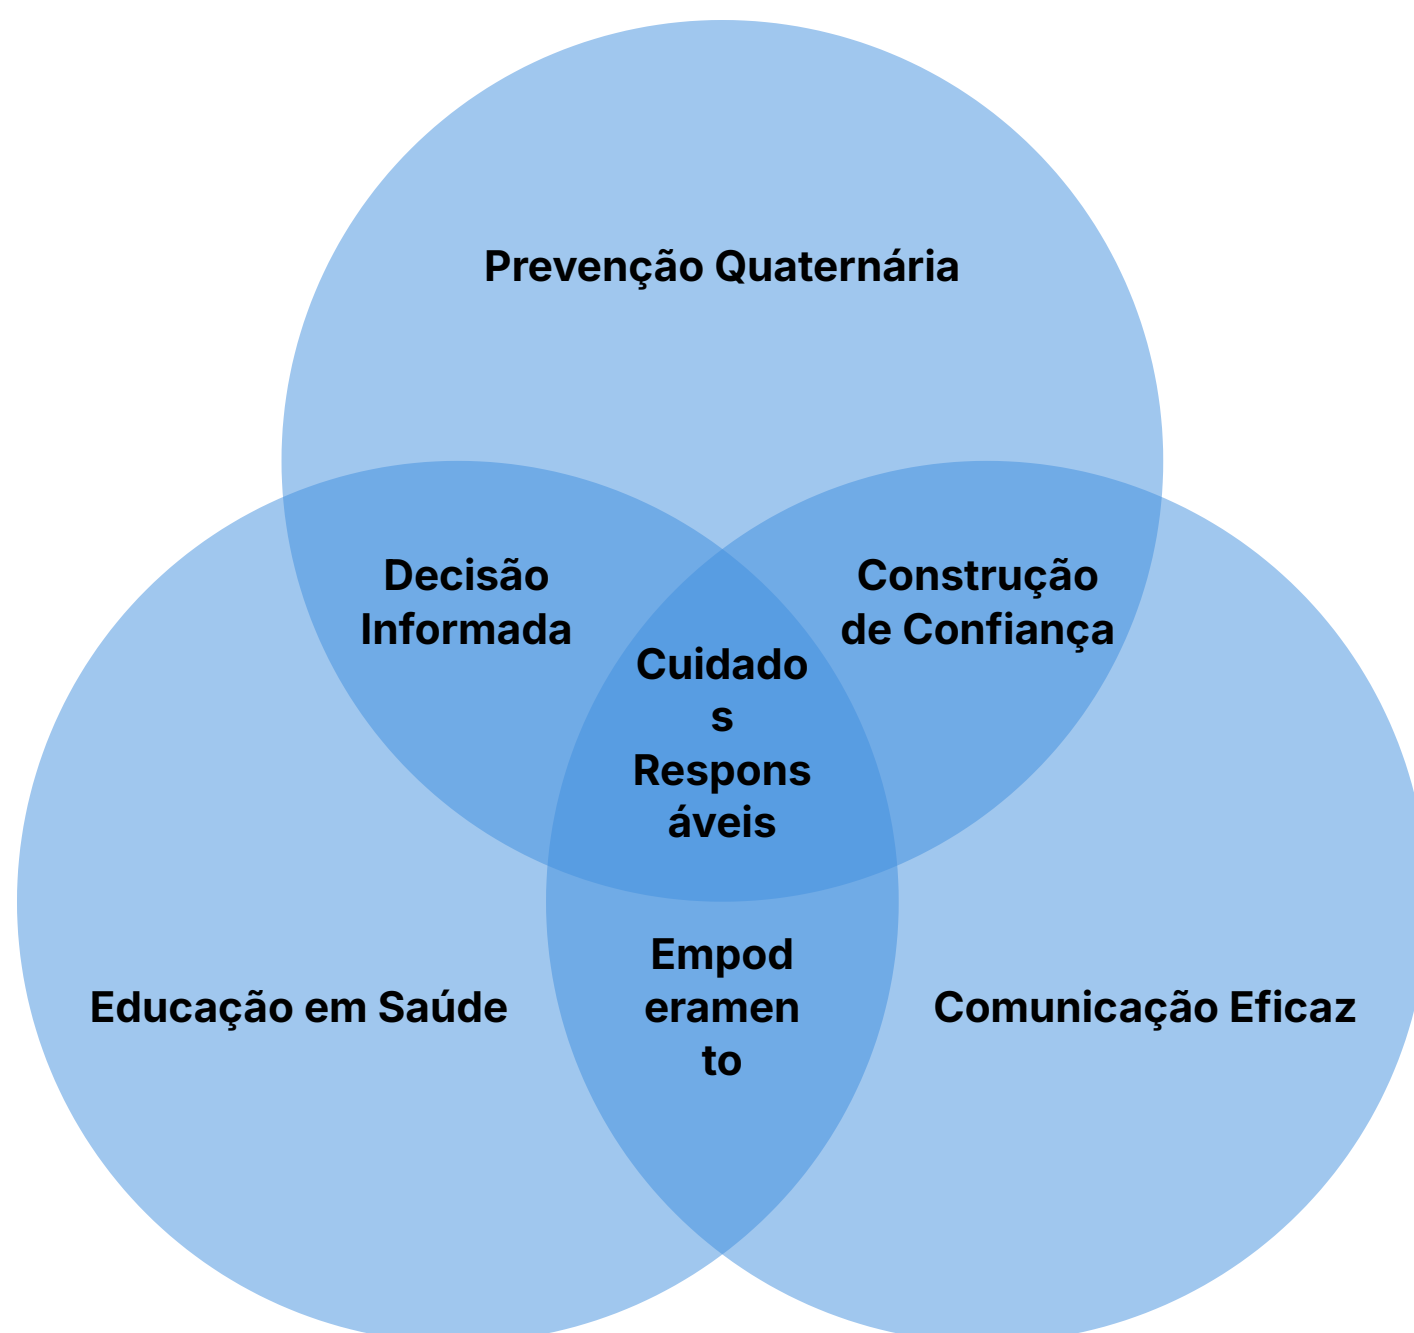 Prevenção Quaternária
Decisão
Informada
Construção
de Confiança
Cuidado
s
Respons
áveis
Educação em Saúde
Empod
eramen
to
Comunicação Eficaz